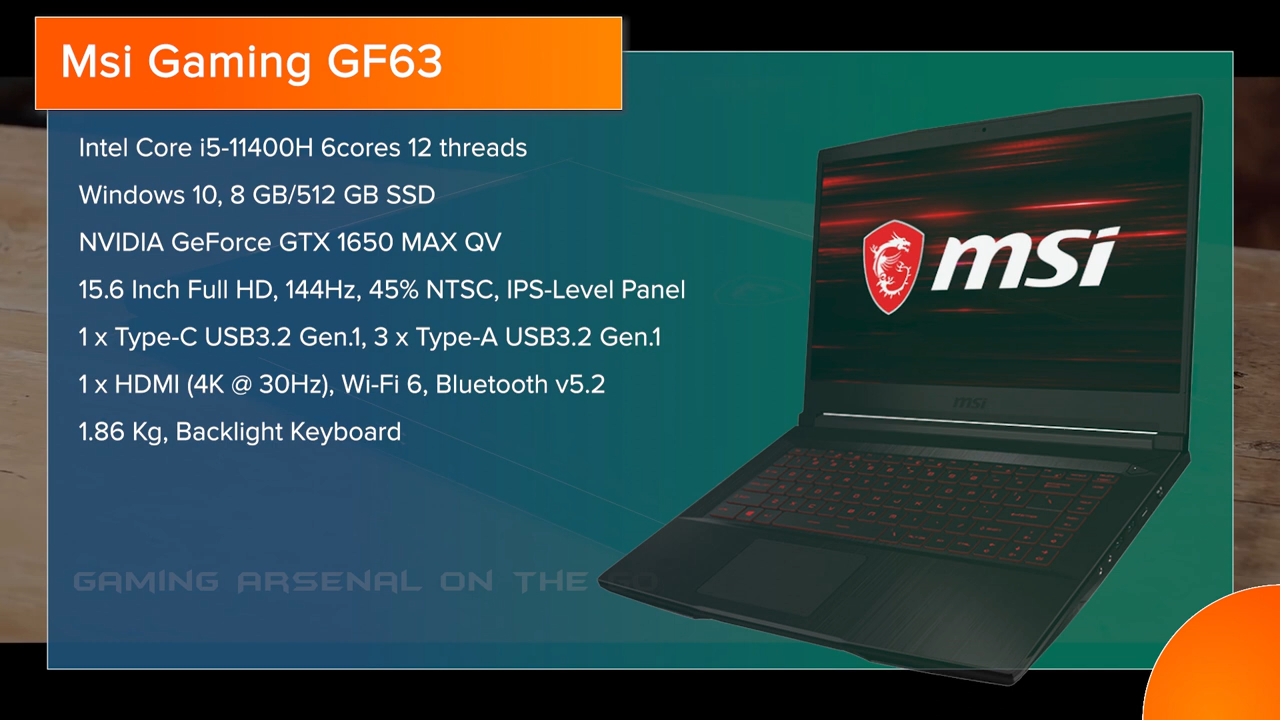 Msi Gaming GF63
Intel Core i5-11400H 6cores 12 threads
Windows 10, 8 GB/512 GB SSD
NVIDIA GeForce GTX 1650 MAX QV
15.6 Inch Full HD, 144Hz, 45% NTSC, IPS-Level Panel
1 x Type-C USB3.2 Gen.1, 3 x Type-A USB3.2 Gen.1
1 x HDMI (4K @ 30Hz), Wi-Fi 6, Bluetooth v5.2
1.86 Kg, Backlight Keyboard
GAMING ARSENAL ON THE GO
msi
msi